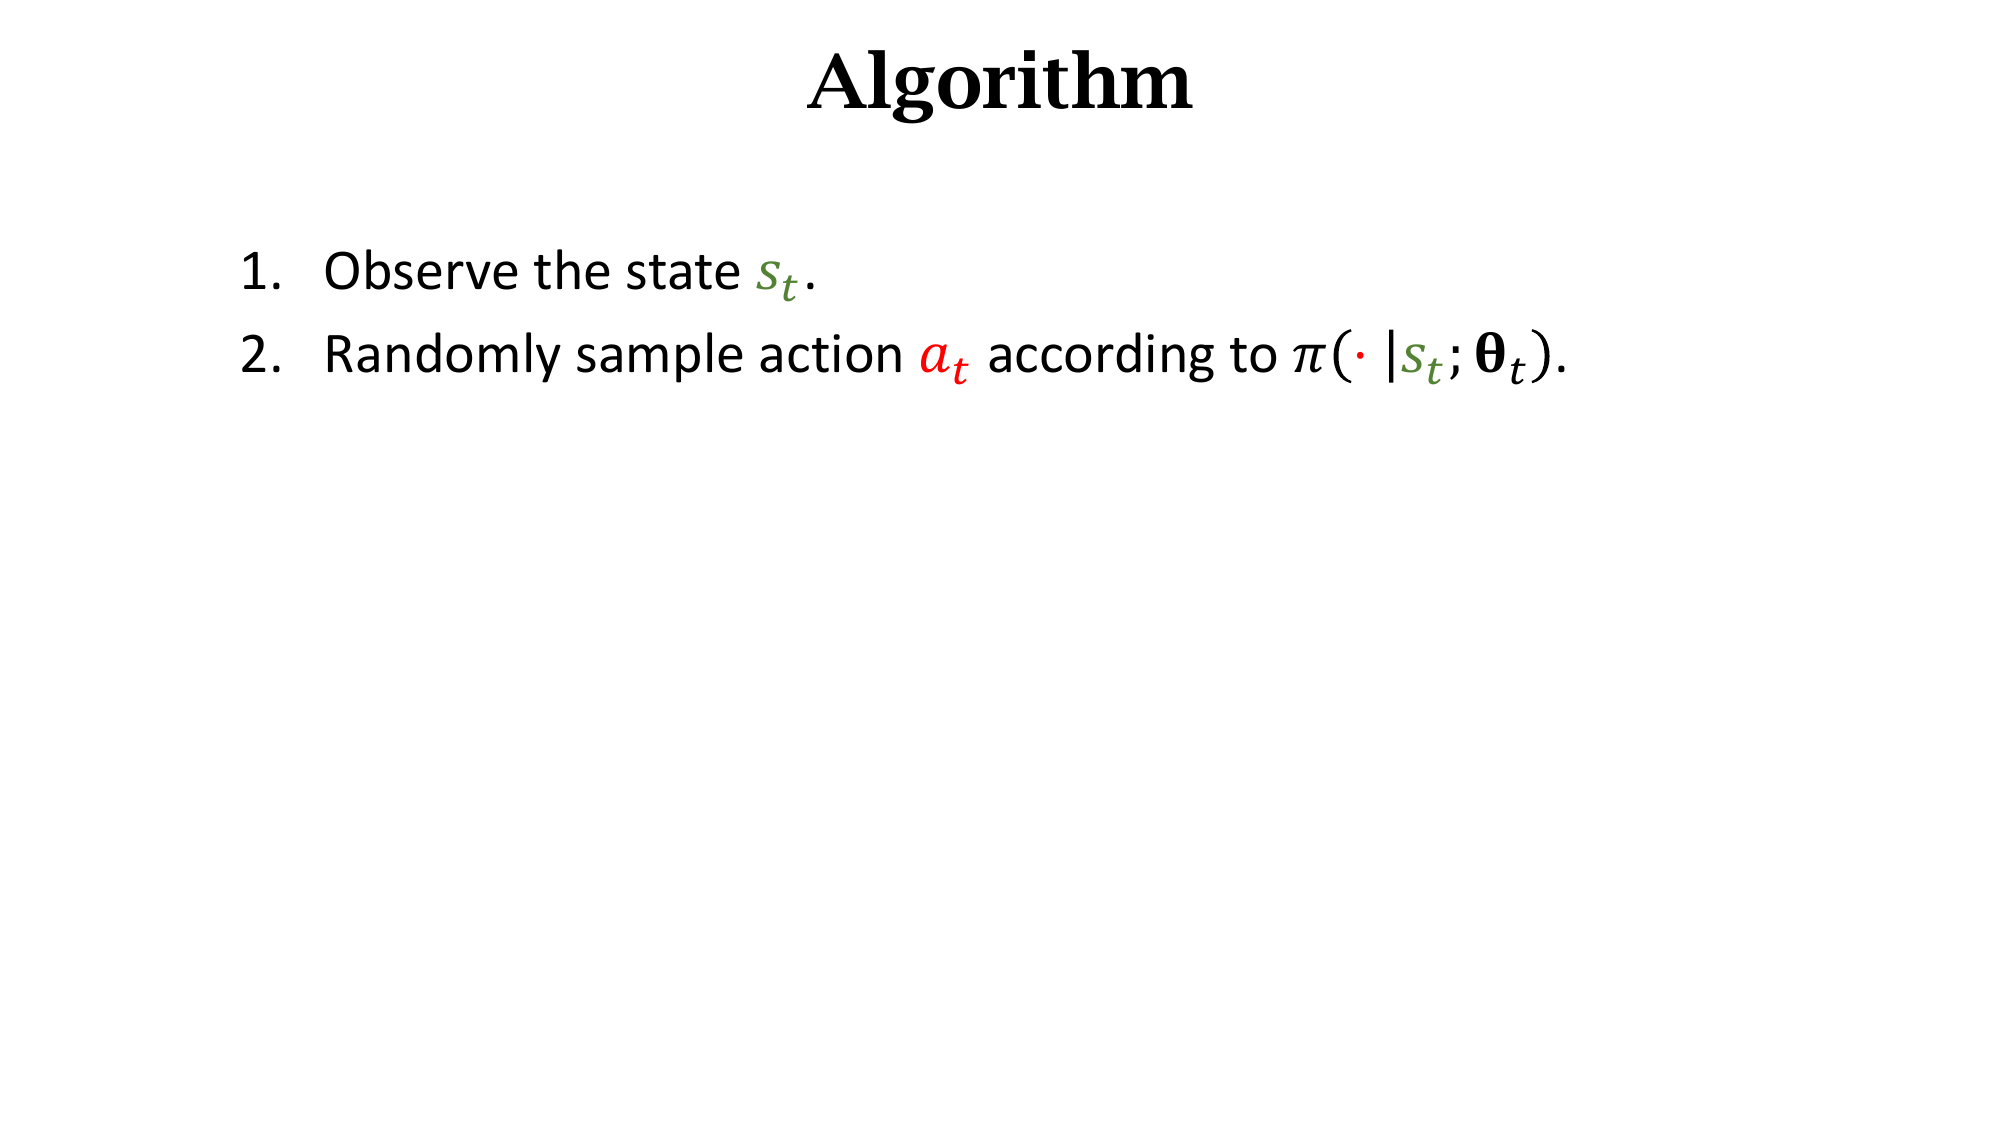 Algorithm
1. Observe the state $s_t$.
2. Randomly sample action $a_t$ according to $\pi(\cdot \,|s_t; \boldsymbol{\theta}_t)$.